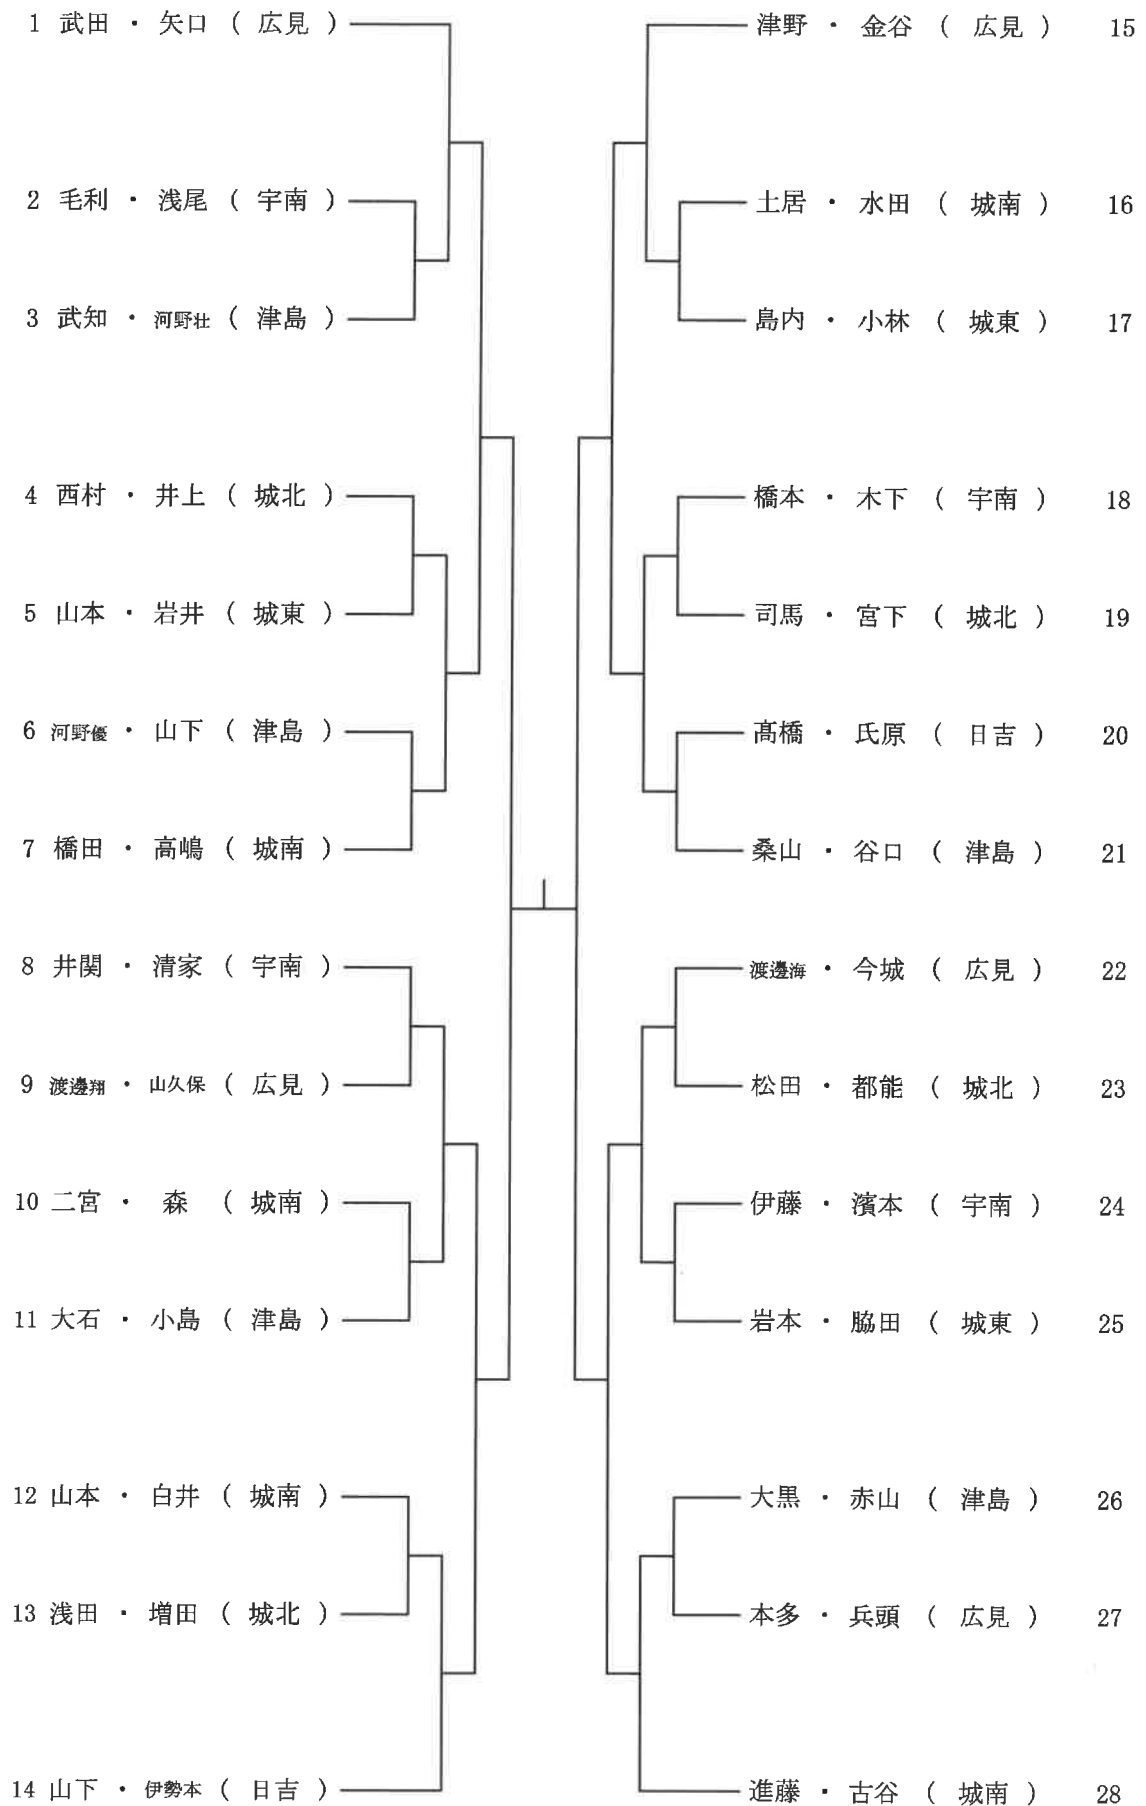 1 武田 ・ 矢口 ( 広見 )
2 毛利 ・ 浅尾 ( 宇南 )
3 武知 ・ 河野壮 ( 津島 )
4 西村 ・ 井上 ( 城北 )
5 山本 ・ 岩井 ( 城東 )
6 河野優 ・ 山下 ( 津島 )
7 橋田 ・ 高嶋 ( 城南 )
8 井関 ・ 清家 ( 宇南 )
9 渡邊翔 ・ 山久保 ( 広見 )
10 二宮 ・ 森 ( 城南 )
11 大石 ・ 小島 ( 津島 )
12 山本 ・ 白井 ( 城南 )
13 浅田 ・ 増田 ( 城北 )
14 山下 ・ 伊勢本 ( 日吉 )
津野 ・ 金谷 ( 広見 ) 15
土居 ・ 水田 ( 城南 ) 16
島内 ・ 小林 ( 城東 ) 17
橋本 ・ 木下 ( 宇南 ) 18
司馬 ・ 宮下 ( 城北 ) 19
髙橋 ・ 氏原 ( 日吉 ) 20
桑山 ・ 谷口 ( 津島 ) 21
渡邊海 ・ 今城 ( 広見 ) 22
松田 ・ 都能 ( 城北 ) 23
伊藤 ・ 濱本 ( 宇南 ) 24
岩本 ・ 脇田 ( 城東 ) 25
大黒 ・ 赤山 ( 津島 ) 26
本多 ・ 兵頭 ( 広見 ) 27
進藤 ・ 古谷 ( 城南 ) 28